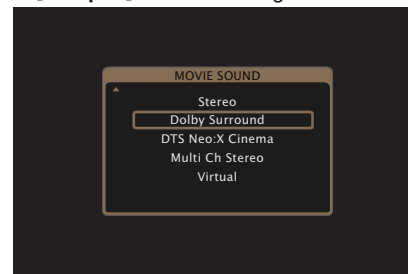 MOVIE SOUND
Stereo
Dolby Surround
DTS Neo:X Cinema
Multi Ch Stereo
Virtual